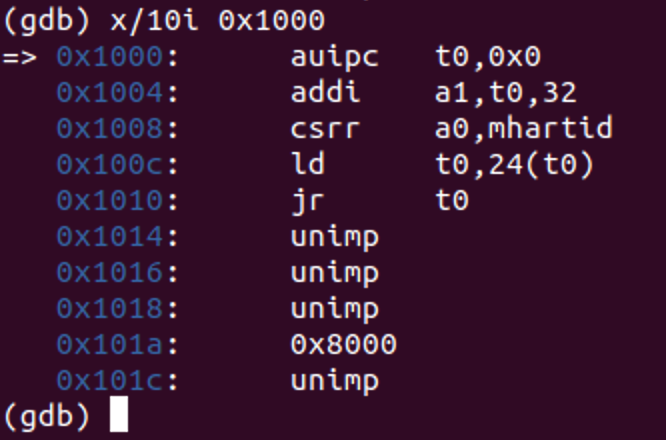 (gdb) x/10i 0x1000
=> 0x1000:      auipc   t0,0x0
   0x1004:      addi    a1,t0,32
   0x1008:      csrr    a0,mhartid
   0x100c:      ld      t0,24(t0)
   0x1010:      jr      t0
   0x1014:      unimp
   0x1016:      unimp
   0x1018:      unimp
   0x101a:      0x8000
   0x101c:      unimp
(gdb)